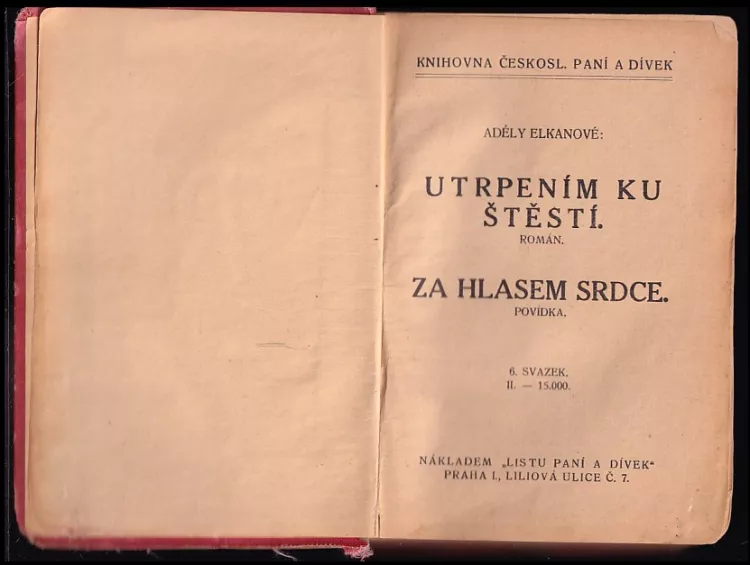 KNIHOVNA ČESKOSL. PANÍ A DÍVEK
ADÉLY ELKANOVÉ:
UTRPENÍM KU
ŠTĚSTÍ.
ROMÁN.
ZA HLASEM SRDCE.
POVÍDKA.
6. SVAZEK.
II. — 15.000.
NÁKLADEM „LISTU PANÍ A DÍVEK“
PRAHA I., LILIOVÁ ULICE Č. 7.